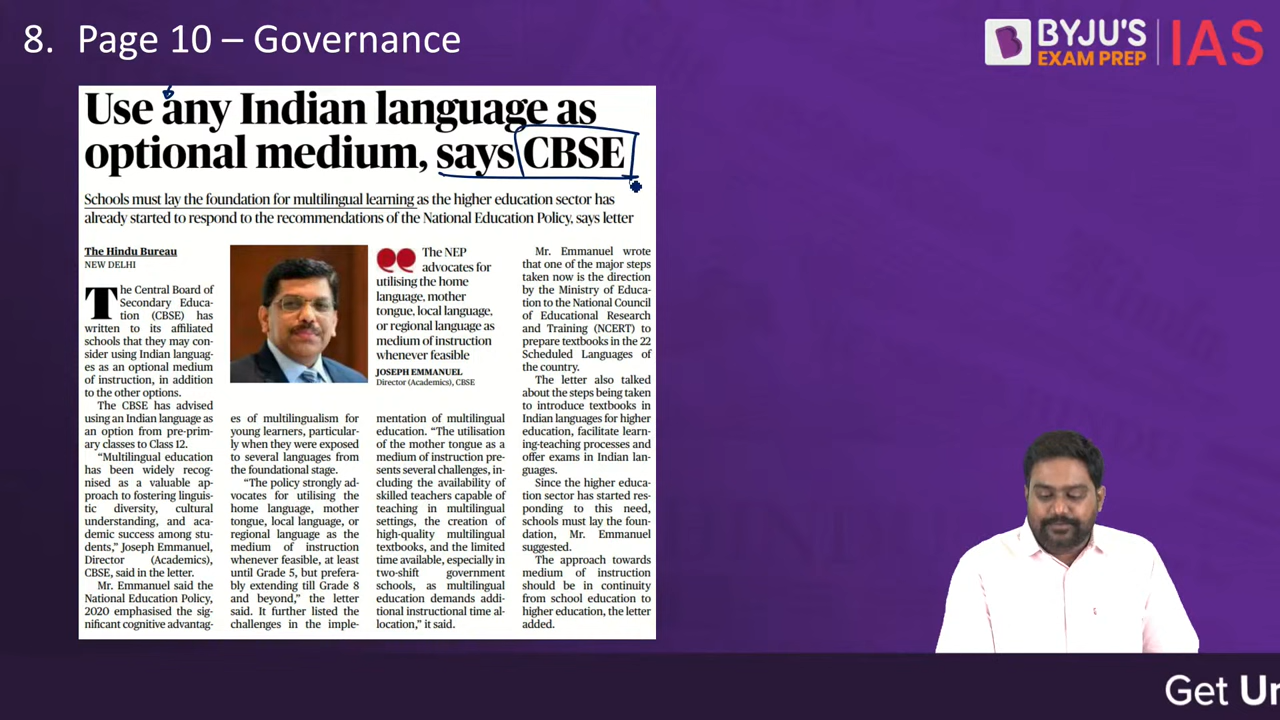 8. Page 10 – Governance
BYJU'S
EXAM PREP
IAS
Use any Indian language as
optional medium, says CBSE
Schools must lay the foundation for multilingual learning as the higher education sector has
already started to respond to the recommendations of the National Education Policy, says letter
The Hindu Bureau
NEW DELHI
The Central Board of
Secondary Educa-
tion (CBSE) has
written to its affiliated
schools that they may con-
sider using Indian languag-
es as an optional medium
of instruction, in addition
to the other options.
The CBSE has advised
using an Indian language as
an option from pre-prim-
ary classes to Class 12.
“Multilingual education
has been widely recog-
nised as a valuable ap-
proach to fostering linguis-
tic diversity, cultural
understanding, and aca-
demic success among stu-
dents,” Joseph Emmanuel,
Director (Academics),
CBSE, said in the letter.
Mr. Emmanuel said the
National Education Policy,
2020 emphasised the sig-
nificant cognitive advantag-
es of multilingualism for
young learners, particular-
ly when they were exposed
to several languages from
the foundational stage.
“The policy strongly ad-
vocates for utilising the
home language, mother
tongue, local language, or
regional language as the
medium of instruction
whenever feasible, at least
until Grade 5, but prefera-
bly extending till Grade 8
and beyond,” the letter
said. It further listed the
challenges in the imple-
The NEP
advocates for
utilising the home
language, mother
tongue, local language,
or regional language as
medium of instruction
whenever feasible
JOSEPH EMMANUEL
Director (Academics), CBSE
mentation of multilingual
education. “The utilisation
of the mother tongue as a
medium of instruction pre-
sents several challenges, in-
cluding the availability of
skilled teachers capable of
teaching in multilingual
settings, the creation of
high-quality multilingual
textbooks, and the limited
time available, especially in
two-shift government
schools, as multilingual
education demands addi-
tional instructional time al-
location,” it said.
Mr. Emmanuel wrote
that one of the major steps
taken now is the direction
by the Ministry of Educa-
tion to the National Council
of Educational Research
and Training (NCERT) to
prepare textbooks in the 22
Scheduled Languages of
the country.
The letter also talked
about the steps being taken
to introduce textbooks in
Indian languages for higher
education, facilitate learn-
ing-teaching processes and
offer exams in Indian lan-
guages.
Since the higher educa-
tion sector has started res-
ponding to this need,
schools must lay the foun-
dation, Mr. Emmanuel
suggested.
The approach towards
medium of instruction
should be in continuity
from school education to
higher education, the letter
added.
Get Un